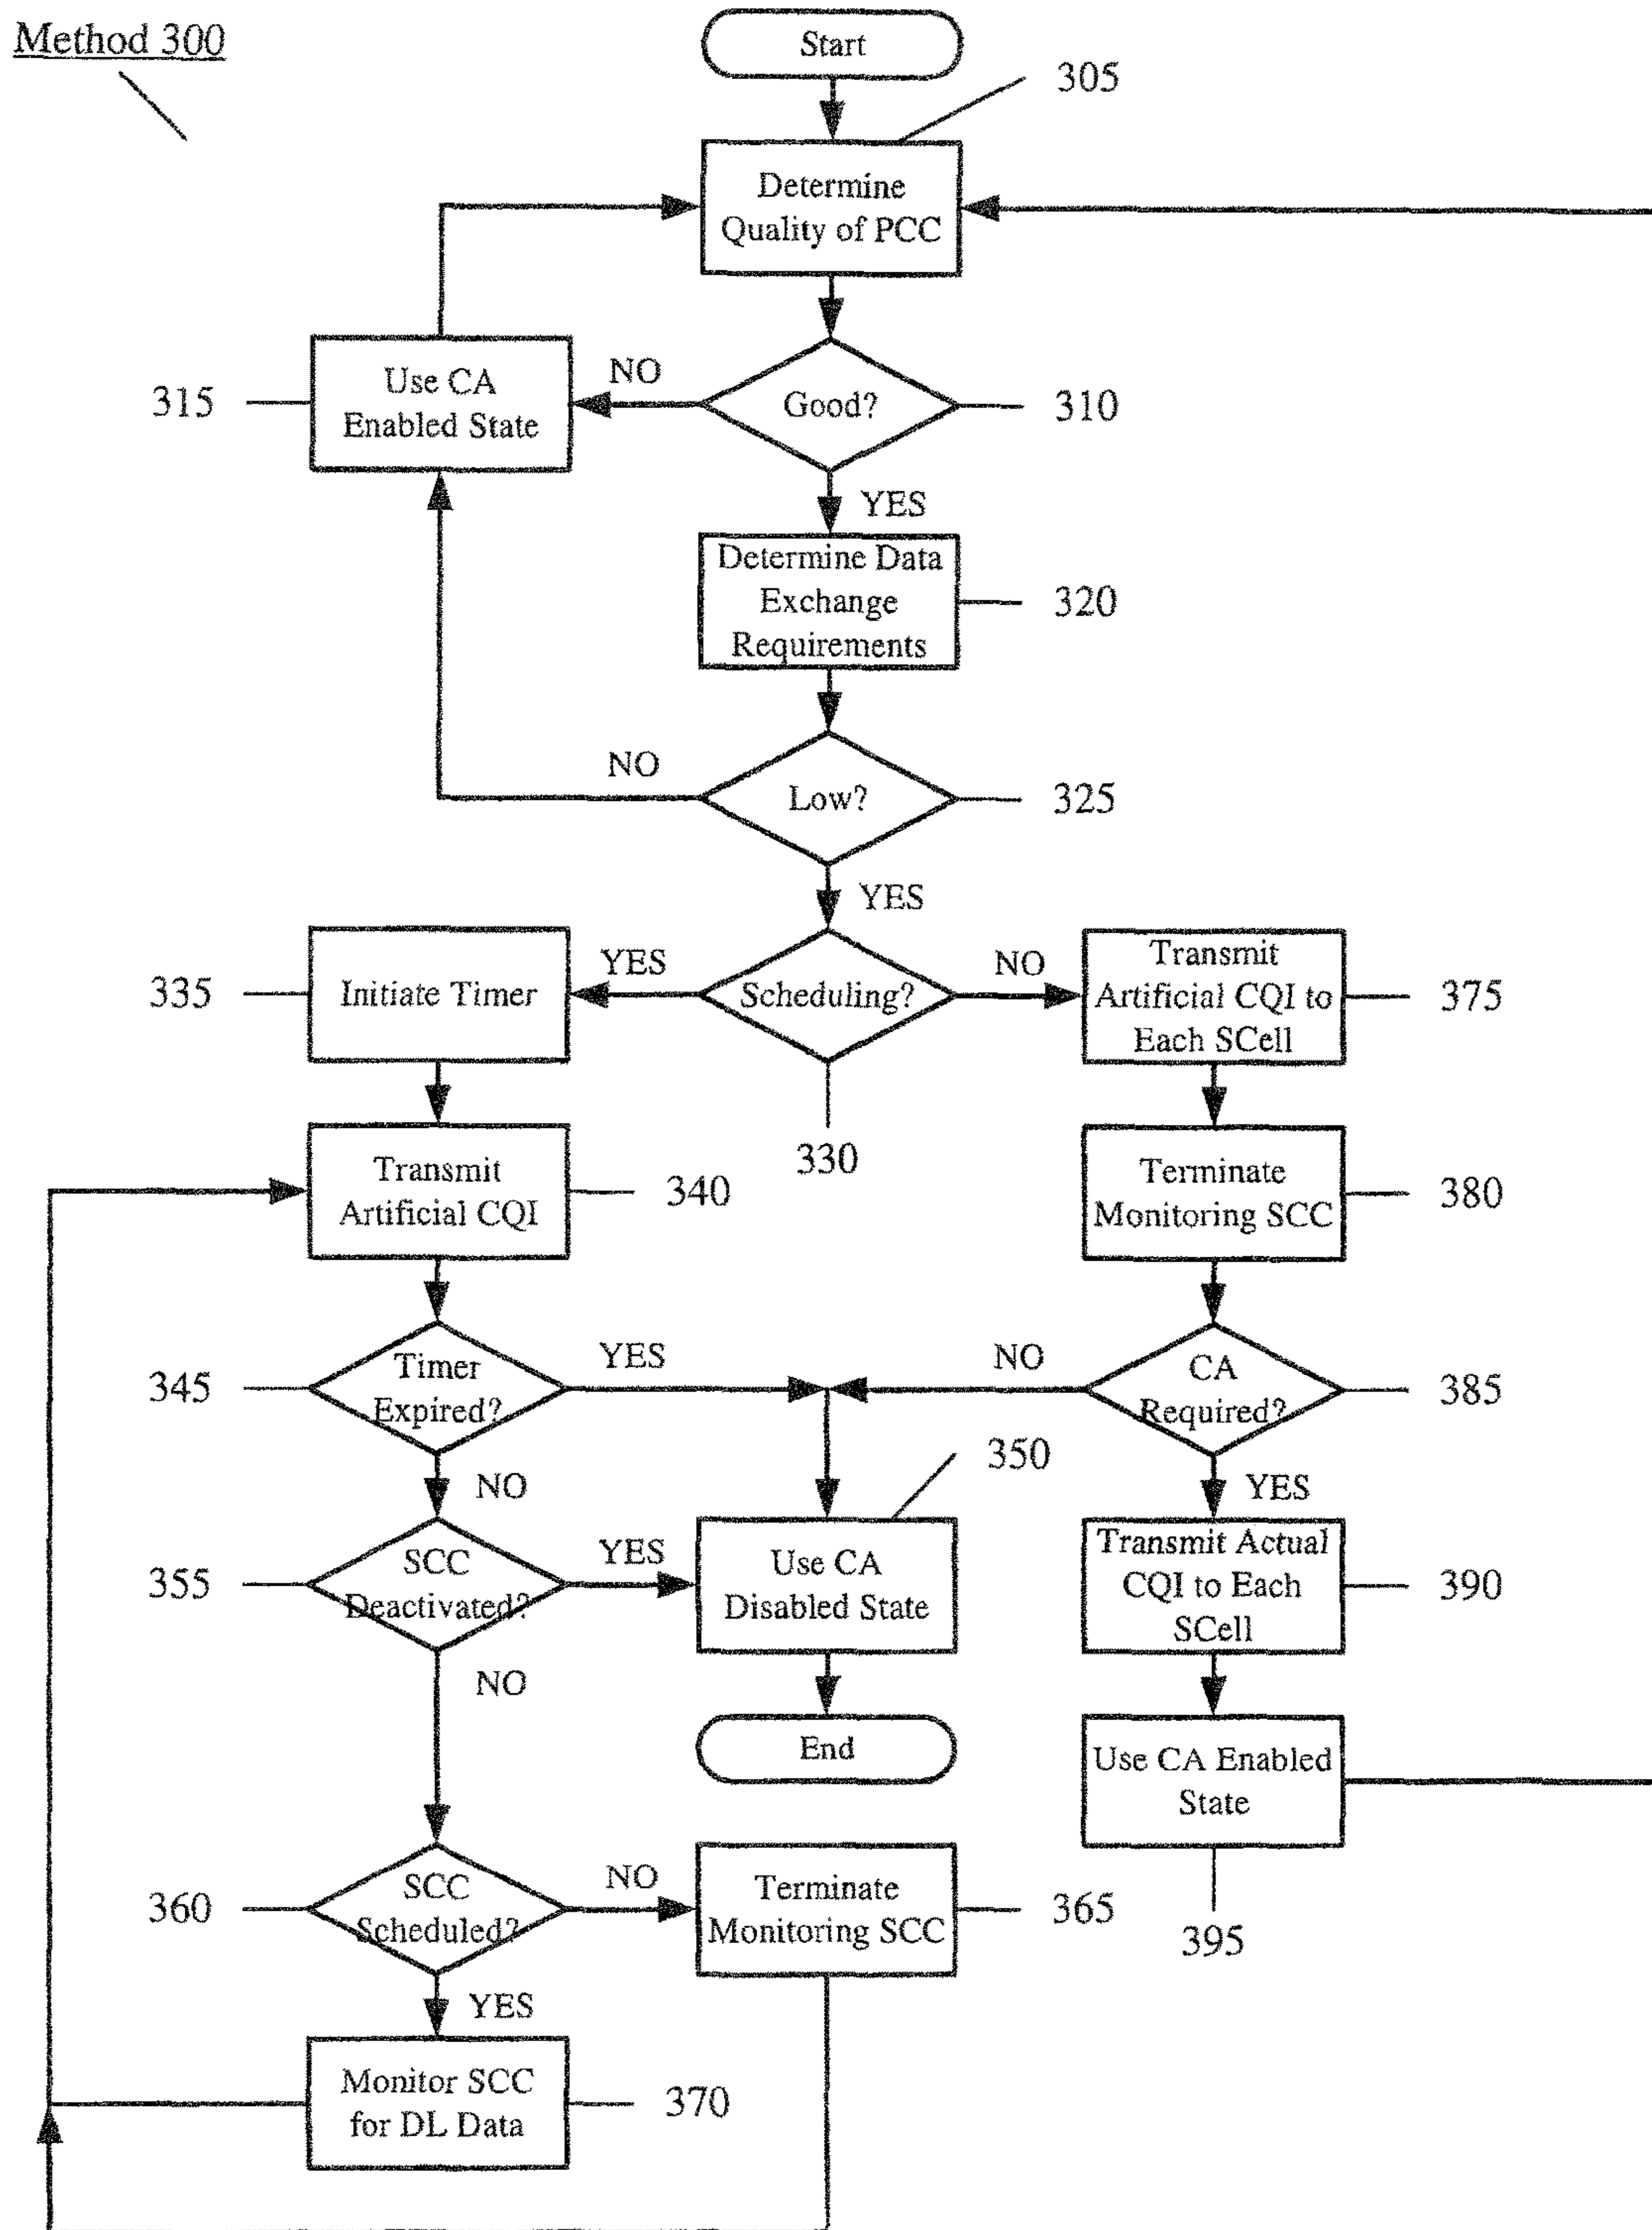 Method 300
Start
305
Determine
Quality of PCC
Use CA
Enabled State
315
NO
Good?
310
YES
Determine Data
Exchange
Requirements
320
NO
Low?
325
YES
335
Initiate Timer
YES
Scheduling?
NO
330
Transmit
Artificial CQI to
Each SCell
375
Transmit
Artificial CQI
340
Terminate
Monitoring SCC
380
345
Timer
Expired?
YES
NO
NO
CA
Required?
385
YES
350
355
SCC
Deactivated?
YES
NO
Use CA
Disabled State
Transmit Actual
CQI to Each
SCell
390
End
Use CA Enabled
State
395
360
SCC
Scheduled?
NO
YES
Terminate
Monitoring SCC
365
Monitor SCC
for DL Data
370